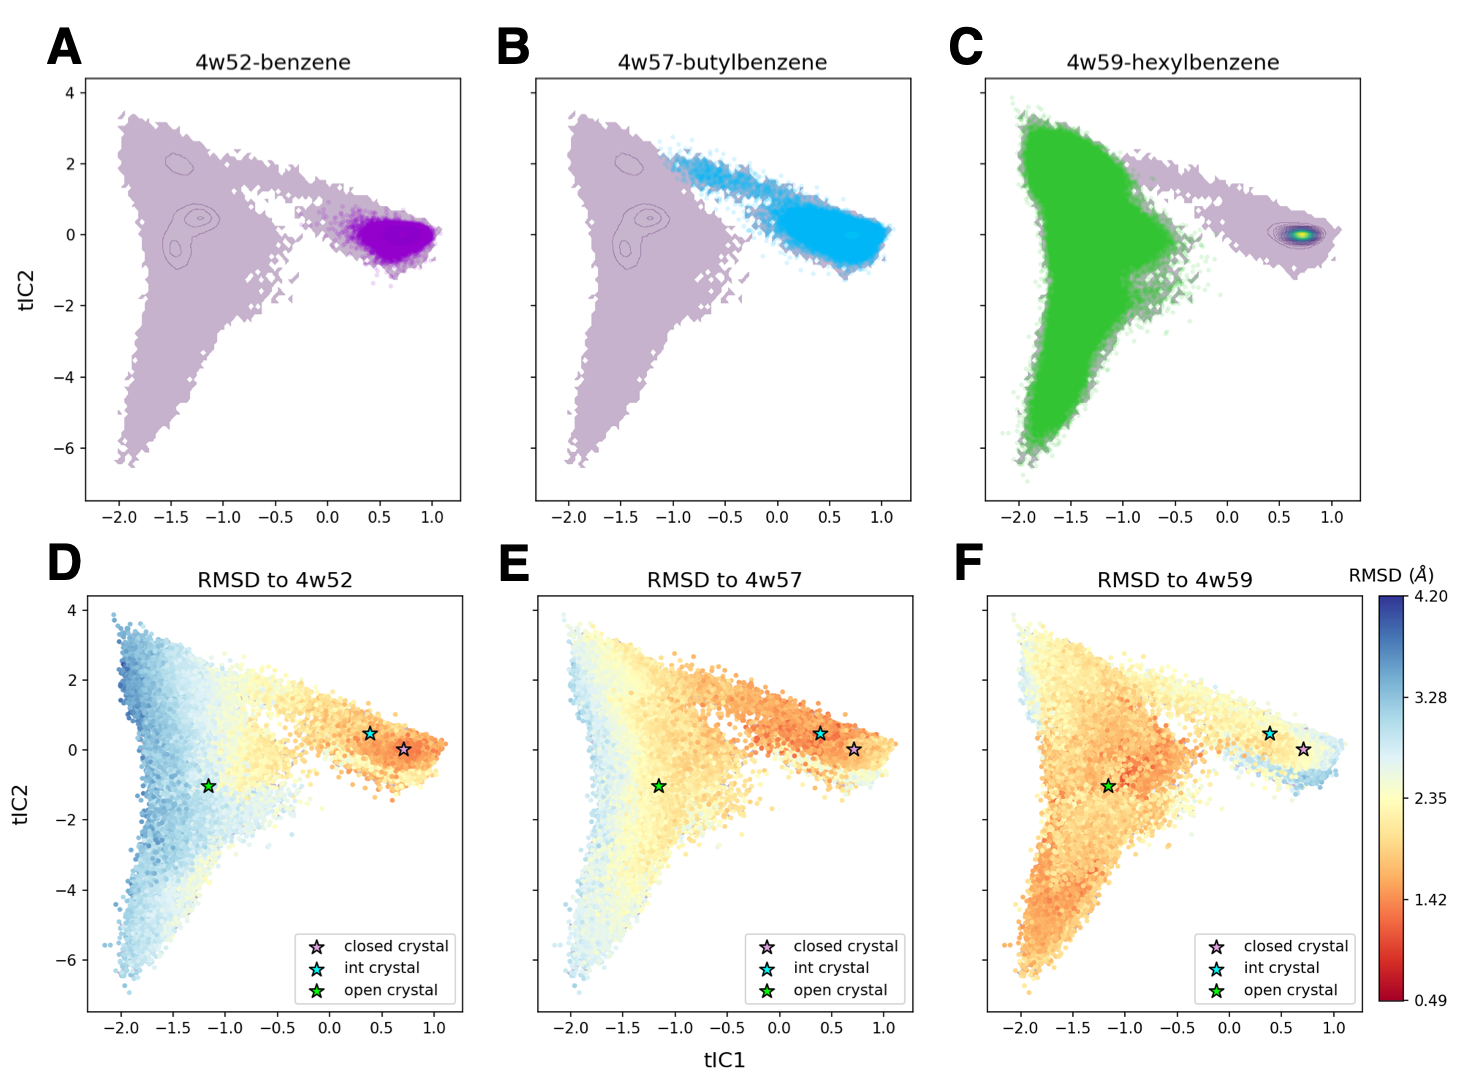 A
B
C
4w52-benzene
4w57-butylbenzene
4w59-hexylbenzene
tIC2
4
2
0
−2
−4
−6
−2.0 −1.5 −1.0 −0.5 0.0 0.5 1.0
−2.0 −1.5 −1.0 −0.5 0.0 0.5 1.0
−2.0 −1.5 −1.0 −0.5 0.0 0.5 1.0
D
E
F
RMSD to 4w52
RMSD to 4w57
RMSD to 4w59
RMSD (Å)
tIC2
4
2
0
−2
−4
−6
closed crystal
int crystal
open crystal
closed crystal
int crystal
open crystal
closed crystal
int crystal
open crystal
4.20
3.28
2.35
1.42
0.49
−2.0 −1.5 −1.0 −0.5 0.0 0.5 1.0
−2.0 −1.5 −1.0 −0.5 0.0 0.5 1.0
−2.0 −1.5 −1.0 −0.5 0.0 0.5 1.0
tIC1